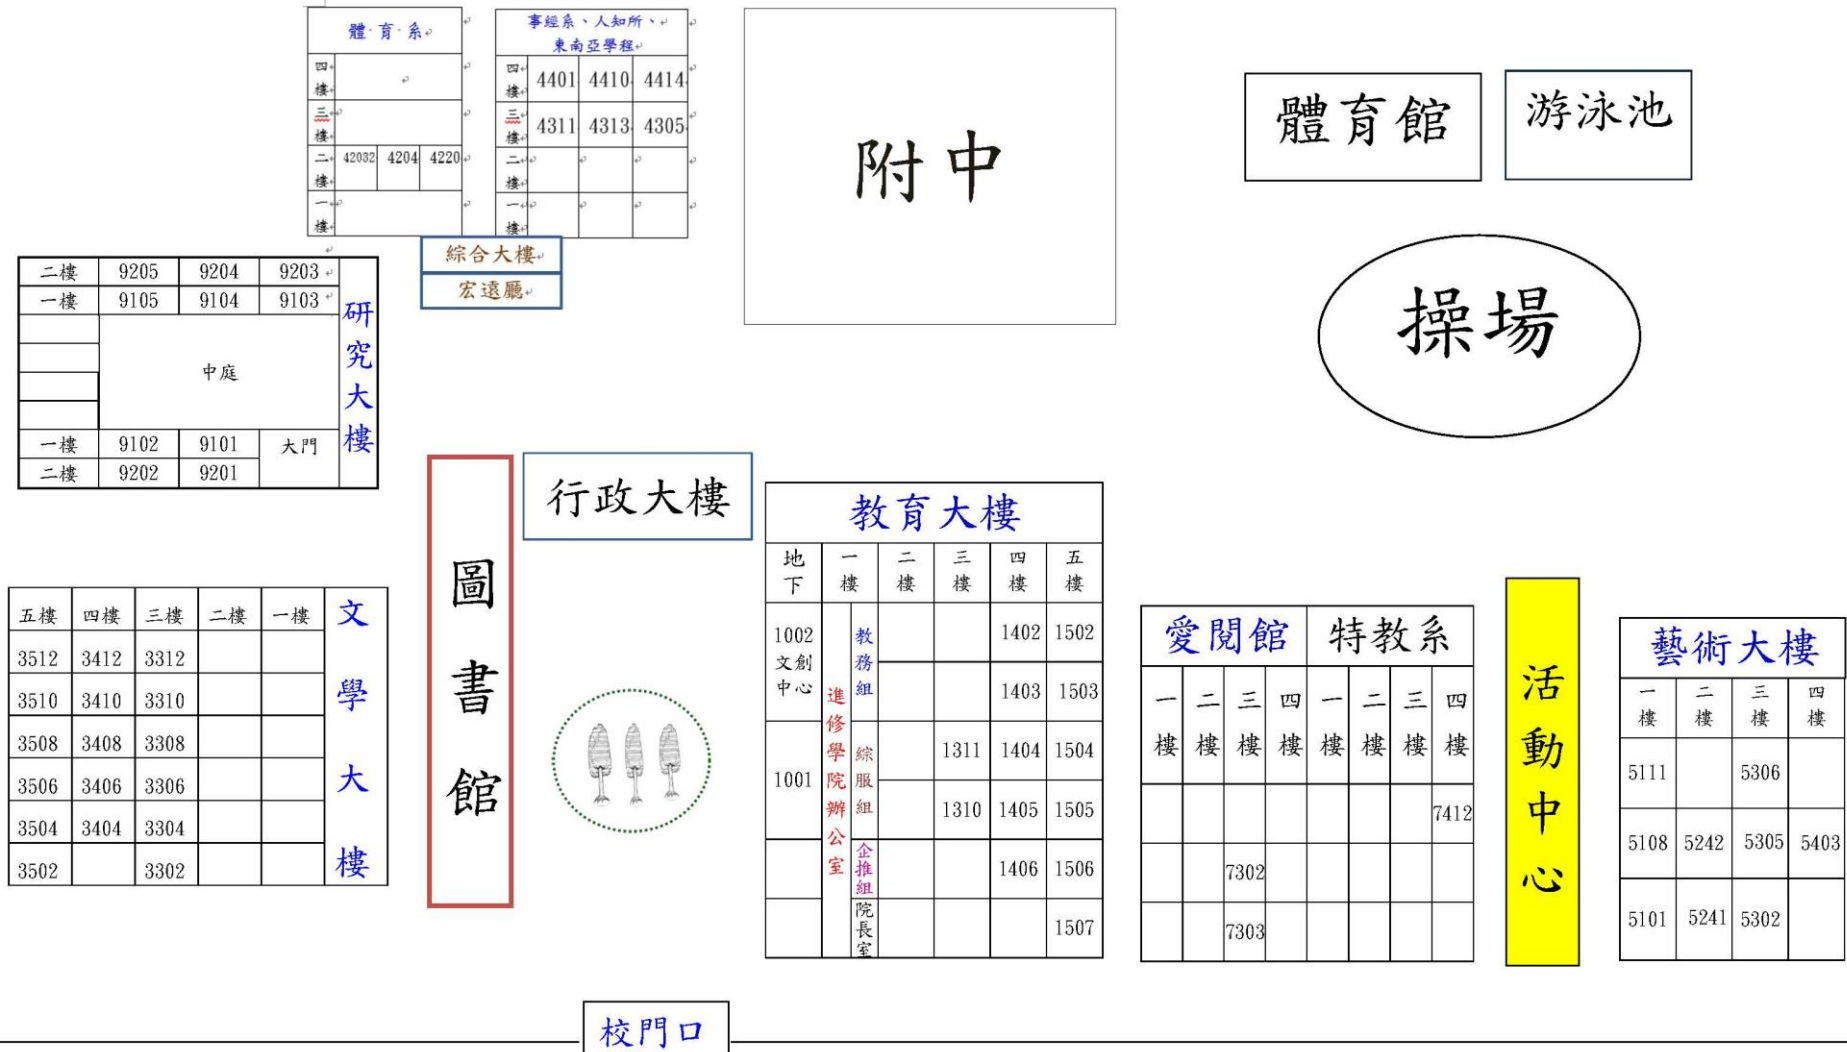 體育系
四樓
三樓
二樓 42032 4204 4220
一樓
事經系、人知所、
東南亞學程
四樓 4401 4410 4414
三樓 4311 4313 4305
二樓
一樓
綜合大樓
宏遠廳
附中
體育館
游泳池
操場
二樓 9205 9204 9203
一樓 9105 9104 9103
中庭
一樓 9102 9101 大門
二樓 9202 9201
研究大樓
行政大樓
圖書館
五樓 四樓 三樓 二樓 一樓
3512 3412 3312
3510 3410 3310
3508 3408 3308
3506 3406 3306
3504 3404 3304
3502 3302
文學大樓
教育大樓
地下 一樓 二樓 三樓 四樓 五樓
1002
文創
中心
1001
進修學院辦公室
教務組
綜服組
企推組
院長室
1402 1502
1403 1503
1311 1404 1504
1310 1405 1505
1406 1506
1507
愛閱館 特教系
一樓 二樓 三樓 四樓 一樓 二樓 三樓 四樓
7412
7302
7303
活動中心
藝術大樓
一樓 二樓 三樓 四樓
5111 5306
5108 5242 5305 5403
5101 5241 5302
校門口